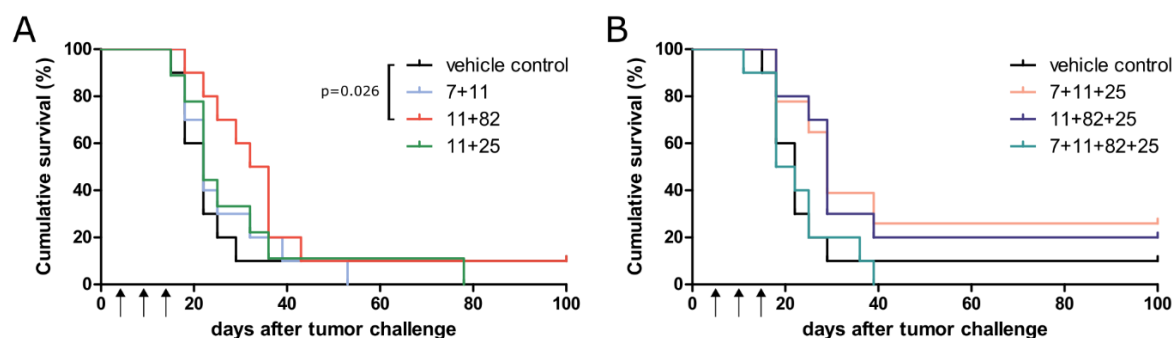 A
Cumulative survival (%)
100
80
60
40
20
0
0 20 40 60 80 100
days after tumor challenge
p=0.026
vehicle control
7+11
11+82
11+25
B
Cumulative survival (%)
100
80
60
40
20
0
0 20 40 60 80 100
days after tumor challenge
vehicle control
7+11+25
11+82+25
7+11+82+25